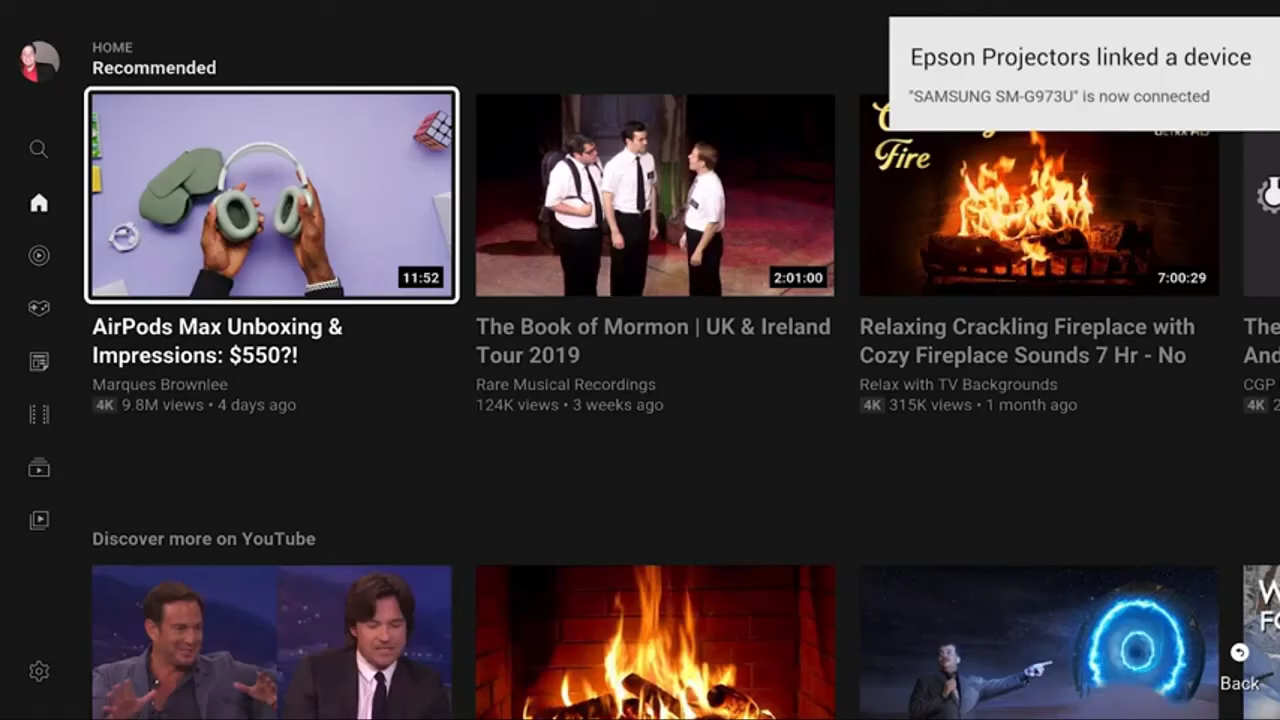 HOME
Recommended
Epson Projectors linked a device
"SAMSUNG SM-G973U" is now connected
Fire
11:52
2:01:00
7:00:29
AirPods Max Unboxing &
Impressions: $550?!
Marques Brownlee
4K 9.8M views • 4 days ago
The Book of Mormon | UK & Ireland
Tour 2019
Rare Musical Recordings
124K views • 3 weeks ago
Relaxing Crackling Fireplace with
Cozy Fireplace Sounds 7 Hr - No
Relax with TV Backgrounds
4K 315K views • 1 month ago
The
And
CGP
4K 2
Discover more on YouTube
W
FO
Back